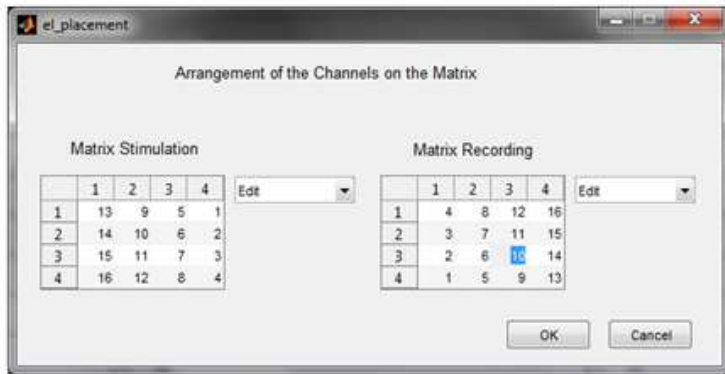 el_placement
Arrangement of the Channels on the Matrix
Matrix Stimulation Matrix Recording
1 2 3 4 Edit 1 2 3 4 Edit
1 13 9 5 1 1 4 8 12 16
2 14 10 6 2 2 3 7 11 15
3 15 11 7 3 3 2 6 10 14
4 16 12 8 4 4 1 5 9 13
OK Cancel